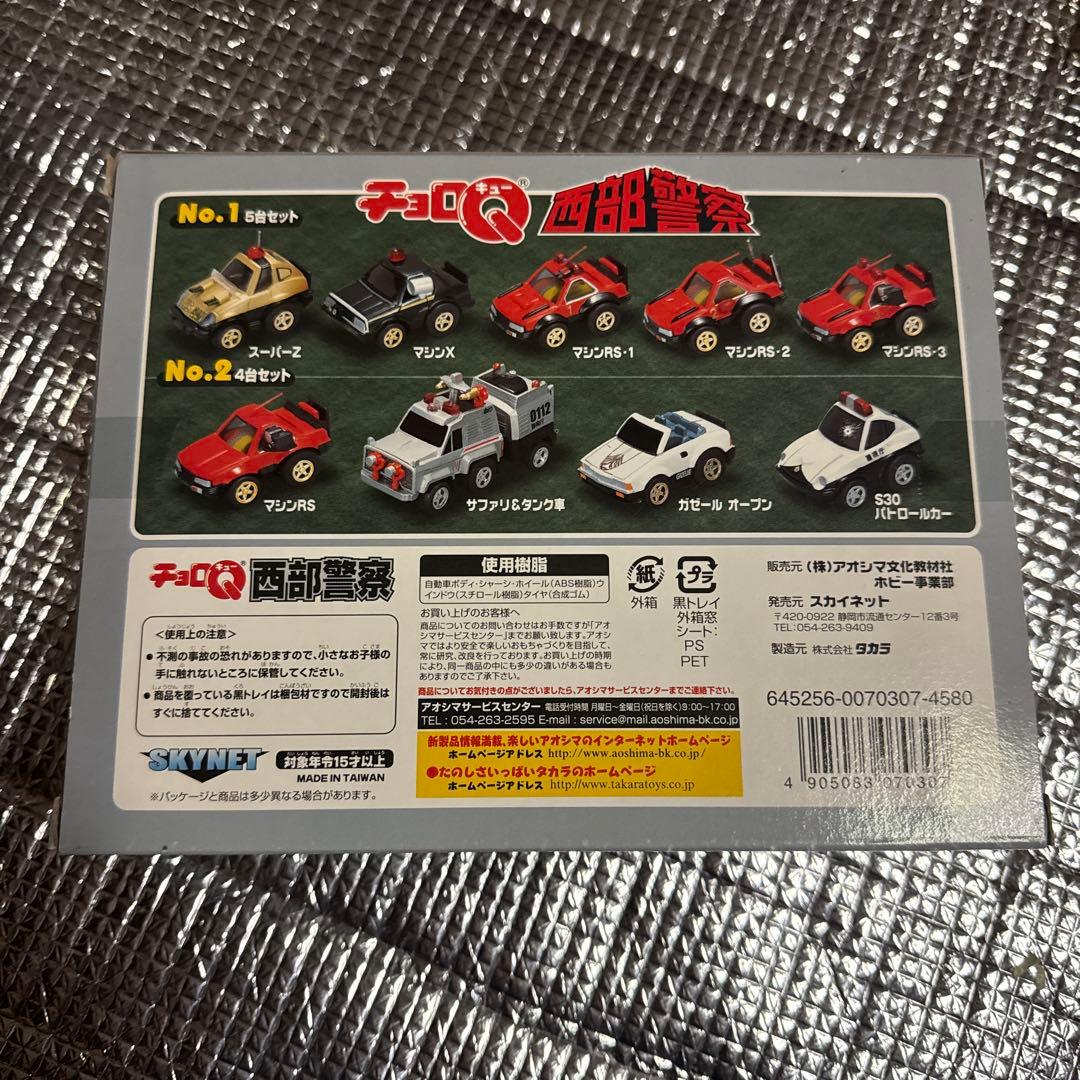 チョロQ キュー ® 西部警察
No.1 5台セット
スーパーZ マシンX マシンRS・1 マシンRS・2 マシンRS・3
No.2 4台セット
0112
マシンRS サファリ&タンク車 ガゼール オープン S30 パトロールカー
警視庁
チョロQ キュー 西部警察
<使用上の注意>
●不測の事故の恐れがありますので、小さなお子様の
手に触れないところに保管してください。
●商品を覆っている黒トレイは梱包材ですので開封後は
すぐに捨ててください。
SKYNET 対象年令15才以上
MADE IN TAIWAN
※パッケージと商品は多少異なる場合があります。
使用樹脂
自動車ボディ・シャーシ・ホイール(ABS樹脂)ウ
インドウ(スチロール樹脂)タイヤ(合成ゴム)
お買い上げのお客様へ
商品についてのお問い合わせはお手数ですが「アオ
シマサービスセンター」までお願い致します。アオシ
マではより安全で楽しいおもちゃづくりを目指して、
常に研究、改良を行っております。お買い上げの時期
により、同一商品の中にも多少の違いがある場合も
ありますのでご了承下さい。
商品についてお気付きの点がございましたら、アオシマサービスセンターまでご連絡下さい。
アオシマサービスセンター 電話受付時間 月曜日~金曜日(祝日を除く)9:00~17:00
TEL : 054-263-2595 E-mail : service@mail.aoshima-bk.co.jp
新製品情報満載、楽しいアオシマのインターネットホームページ
ホームページアドレス http://www.aoshima-bk.co.jp/
●たのしさいっぱいタカラのホームページ
ホームページアドレス http://www.takaratoys.co.jp
紙
外箱
プラ
黒トレイ
外箱窓
シート:
PS
PET
販売元 (株)アオシマ文化教材社
ホビー事業部
発売元 スカイネット
〒420-0922 静岡市流通センター12番3号
TEL:054-263-9409
製造元 株式会社 タカラ
645256-0070307-4580
4 905083 070307